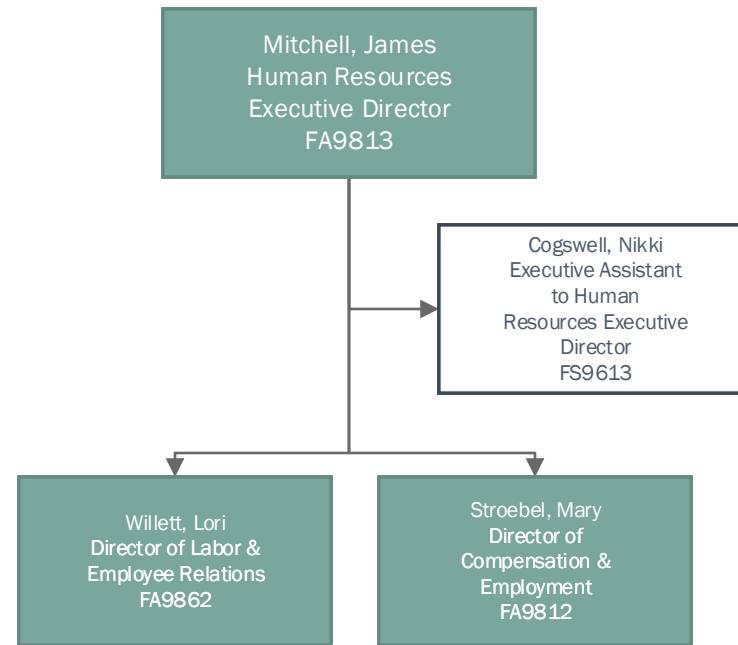 Mitchell, James
Human Resources
Executive Director
FA9813
Cogswell, Nikki
Executive Assistant
to Human
Resources Executive
Director
FS9613
Willett, Lori
Director of Labor &
Employee Relations
FA9862
Stroebel, Mary
Director of
Compensation &
Employment
FA9812